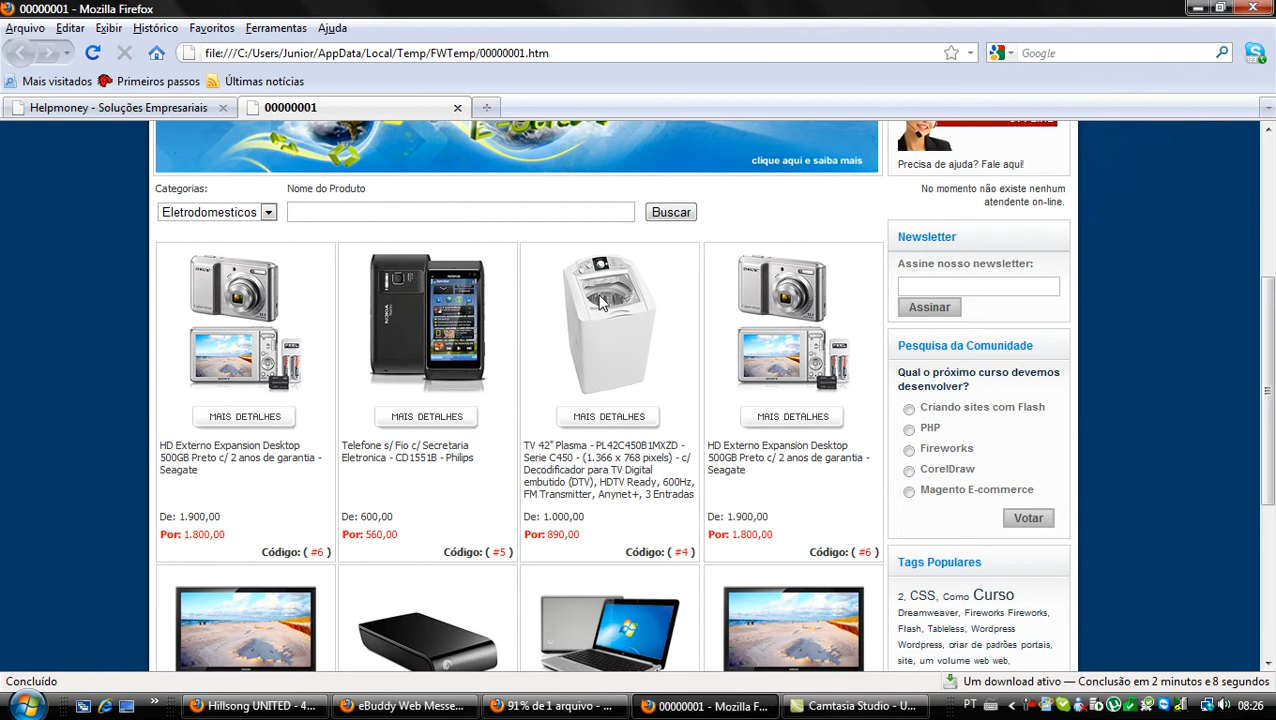 00000001 - Mozilla Firefox
Arquivo Editar Exibir Histórico Favoritos Ferramentas Ajuda
file:///C:/Users/Junior/AppData/Local/Temp/FWTemp/00000001.htm
Google
Mais visitados Primeiros passos Últimas notícias
Helpmoney - Soluções Empresariais
00000001
clique aqui e saiba mais
Precisa de ajuda? Fale aqui!
No momento não existe nenhum
atendente on-line.
Categorias:
Nome do Produto
Eletrodomesticos
Buscar
Newsletter
Assine nosso newsletter:
Assinar
Pesquisa da Comunidade
Qual o próximo curso devemos
desenvolver?
Criando sites com Flash
PHP
Fireworks
CorelDraw
Magento E-commerce
Votar
Tags Populares
2, CSS, Como Curso
Dreamweaver, Fireworks Fireworks,
Flash, Tableless, Wordpress
Wordpress, criar de padrões portais,
site, um volume web web,
NOKIA
SONY
MAIS DETALHES
HD Externo Expansion Desktop
500GB Preto c/ 2 anos de garantia -
Seagate
De: 1.900,00
Por: 1.800,00
Código: ( #6 )
MAIS DETALHES
Telefone s/ Fio c/ Secretaria
Eletronica - CD1551B - Philips
De: 600,00
Por: 560,00
Código: ( #5 )
MAIS DETALHES
TV 42" Plasma - PL42C450B1MXZD -
Serie C450 - (1.366 x 768 pixels) - c/
Decodificador para TV Digital
embutido (DTV), HDTV Ready, 600Hz,
FM Transmitter, Anynet+, 3 Entradas
De: 1.000,00
Por: 890,00
Código: ( #4 )
MAIS DETALHES
HD Externo Expansion Desktop
500GB Preto c/ 2 anos de garantia -
Seagate
De: 1.900,00
Por: 1.800,00
Código: ( #6 )
Concluído
Um download ativo — Conclusão em 2 minutos e 8 segundos
Hillsong UNITED - 4...
eBuddy Web Messe...
91% de 1 arquivo - ...
00000001 - Mozilla F...
Camtasia Studio - U...
PT
08:26